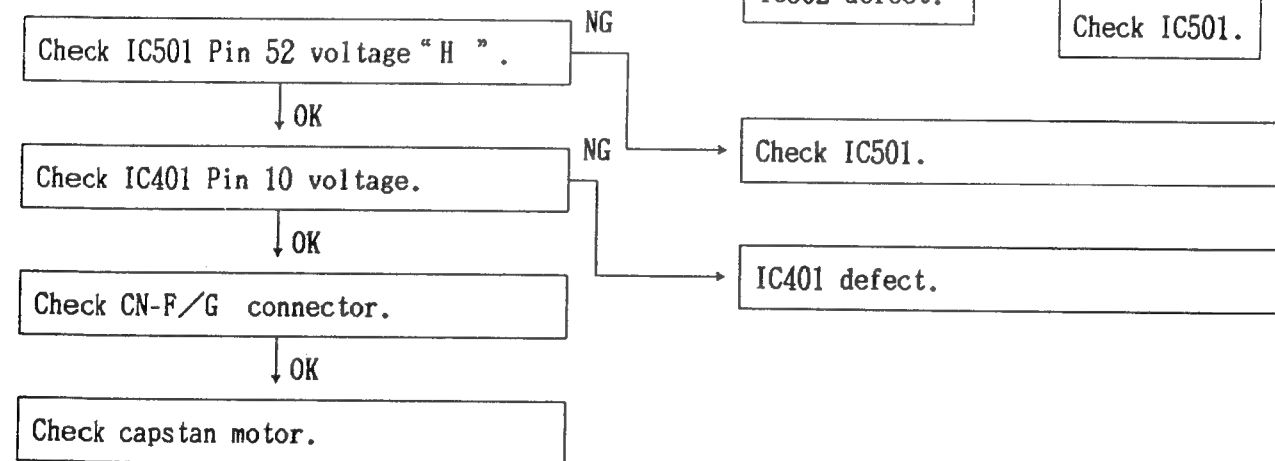 defect.
Check IC501.
Check IC501 Pin 52 voltage “H ”.
NG
OK
Check IC401 Pin 10 voltage.
NG
Check IC501.
OK
IC401 defect.
Check CN-F／G connector.
OK
Check capstan motor.